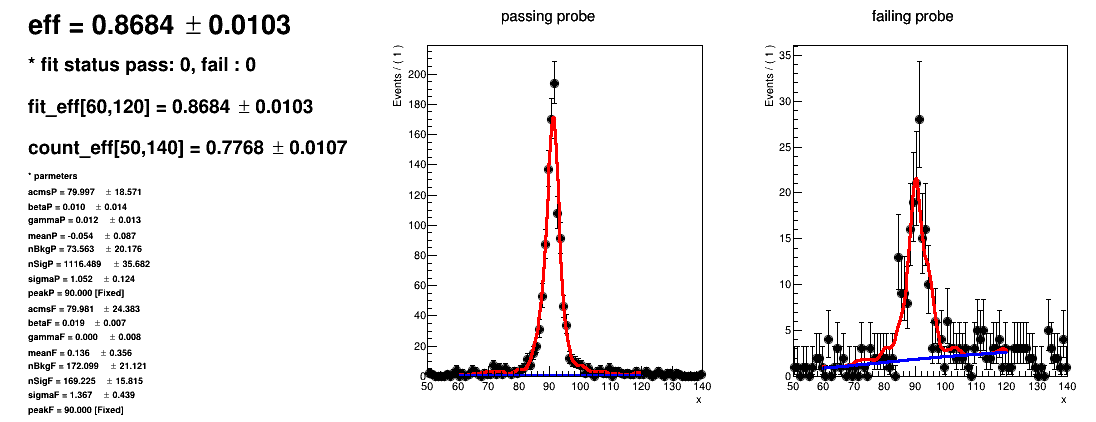 eff = 0.8684 ± 0.0103
* fit status pass: 0, fail : 0
fit_eff[60,120] = 0.8684 ± 0.0103
count_eff[50,140] = 0.7768 ± 0.0107
* parmeters
acmsP = 79.997 ± 18.571
betaP = 0.010 ± 0.014
gammaP = 0.012 ± 0.013
meanP = -0.054 ± 0.087
nBkgP = 73.563 ± 20.176
nSigP = 1116.489 ± 35.682
sigmaP = 1.052 ± 0.124
peakP = 90.000 [Fixed]
acmsF = 79.981 ± 24.383
betaF = 0.019 ± 0.007
gammaF = 0.000 ± 0.008
meanF = 0.136 ± 0.356
nBkgF = 172.099 ± 21.121
nSigF = 169.225 ± 15.815
sigmaF = 1.367 ± 0.439
peakF = 90.000 [Fixed]
passing probe
Events / ( 1 )
200
180
160
140
120
100
80
60
40
20
0
50 60 70 80 90 100 110 120 130 140
x
failing probe
Events / ( 1 )
35
30
25
20
15
10
5
0
50 60 70 80 90 100 110 120 130 140
x